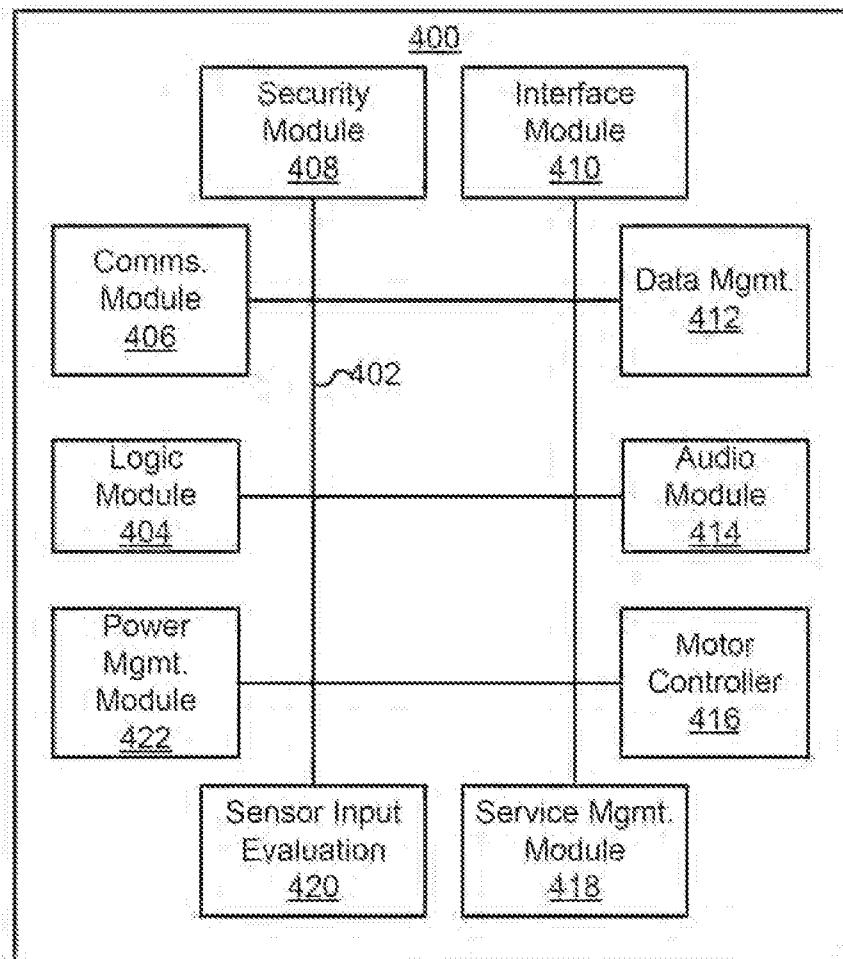 400
Security
Module
408
Interface
Module
410
Comms.
Module
406
Data Mgmt.
412
402
Logic
Module
404
Audio
Module
414
Power
Mgmt.
Module
422
Motor
Controller
416
Sensor Input
Evaluation
420
Service Mgmt.
Module
418